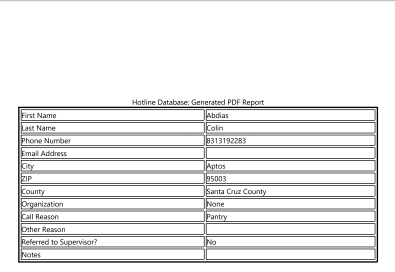 Hotline Database: Generated PDF Report
First Name Abdias
Last Name Colin
Phone Number 8313192283
Email Address
City Aptos
ZIP 95003
County Santa Cruz County
Organization None
Call Reason Pantry
Other Reason
Referred to Supervisor? No
Notes